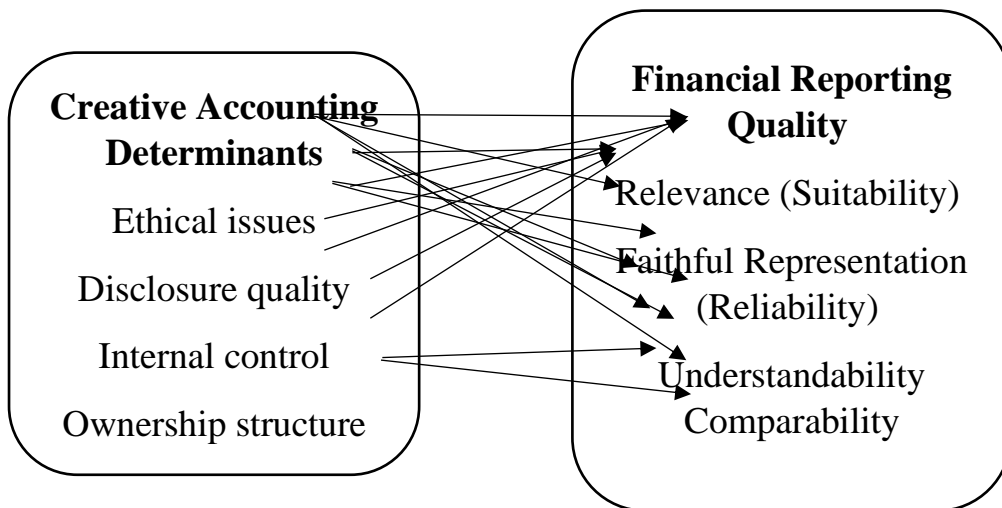 Creative Accounting
Determinants
Ethical issues
Disclosure quality
Internal control
Ownership structure
Financial Reporting
Quality
Relevance (Suitability)
Faithful Representation
(Reliability)
Understandability
Comparability